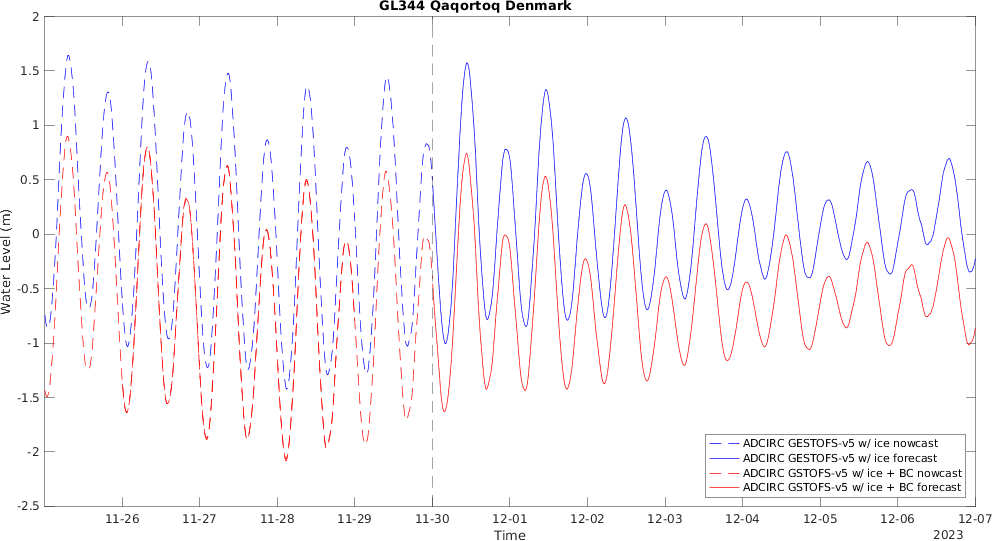 GL344 Qaqortoq Denmark
2
1.5
1
0.5
0
-0.5
-1
-1.5
-2
-2.5
Water Level (m)
ADCIRC GESTOFS-v5 w/ ice nowcast
ADCIRC GESTOFS-v5 w/ ice forecast
ADCIRC GSTOFS-v5 w/ ice + BC nowcast
ADCIRC GSTOFS-v5 w/ ice + BC forecast
11-26 11-27 11-28 11-29 11-30 12-01 12-02 12-03 12-04 12-05 12-06 12-07
Time
2023